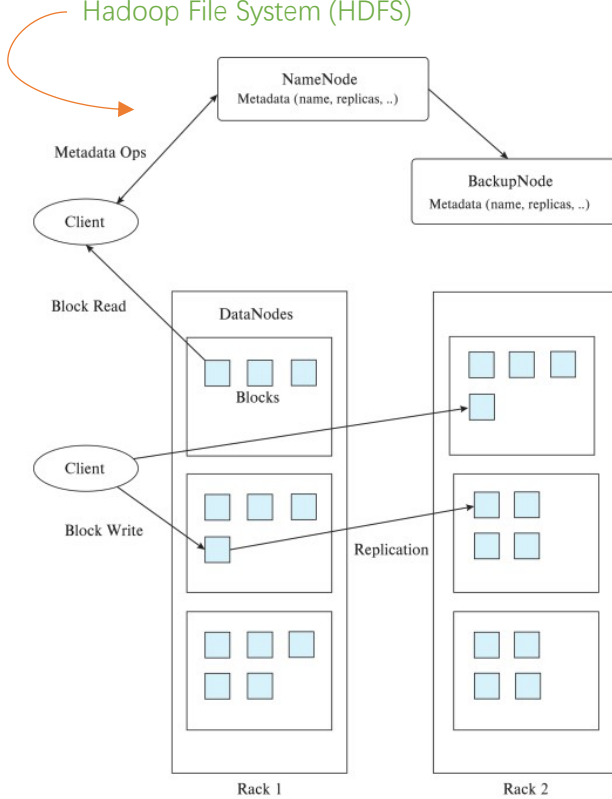 Hadoop File System (HDFS)
NameNode
Metadata (name, replicas, ..)
Metadata Ops
BackupNode
Metadata (name, replicas, ..)
Client
Block Read
DataNodes
Blocks
Client
Block Write
Replication
Rack 1
Rack 2